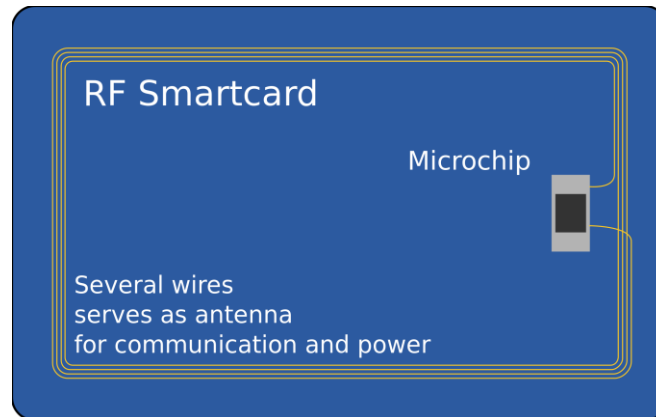 RF Smartcard
Microchip
Several wires
serves as antenna
for communication and power